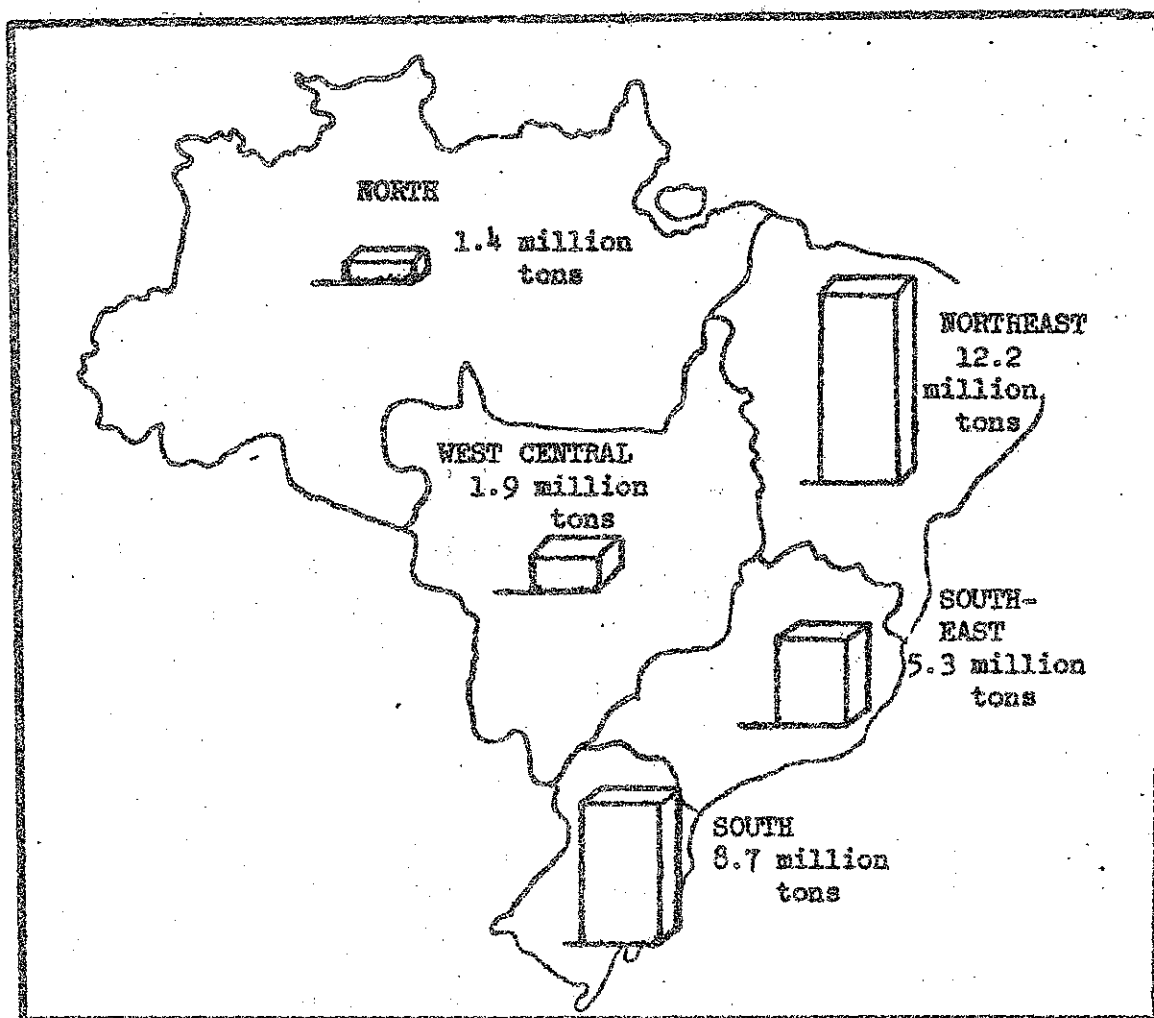 NORTH
1.4 million
tons
NORTHEAST
12.2
million
tons
WEST CENTRAL
1.9 million
tons
SOUTH-
EAST
5.3 million
tons
SOUTH
8.7 million
tons